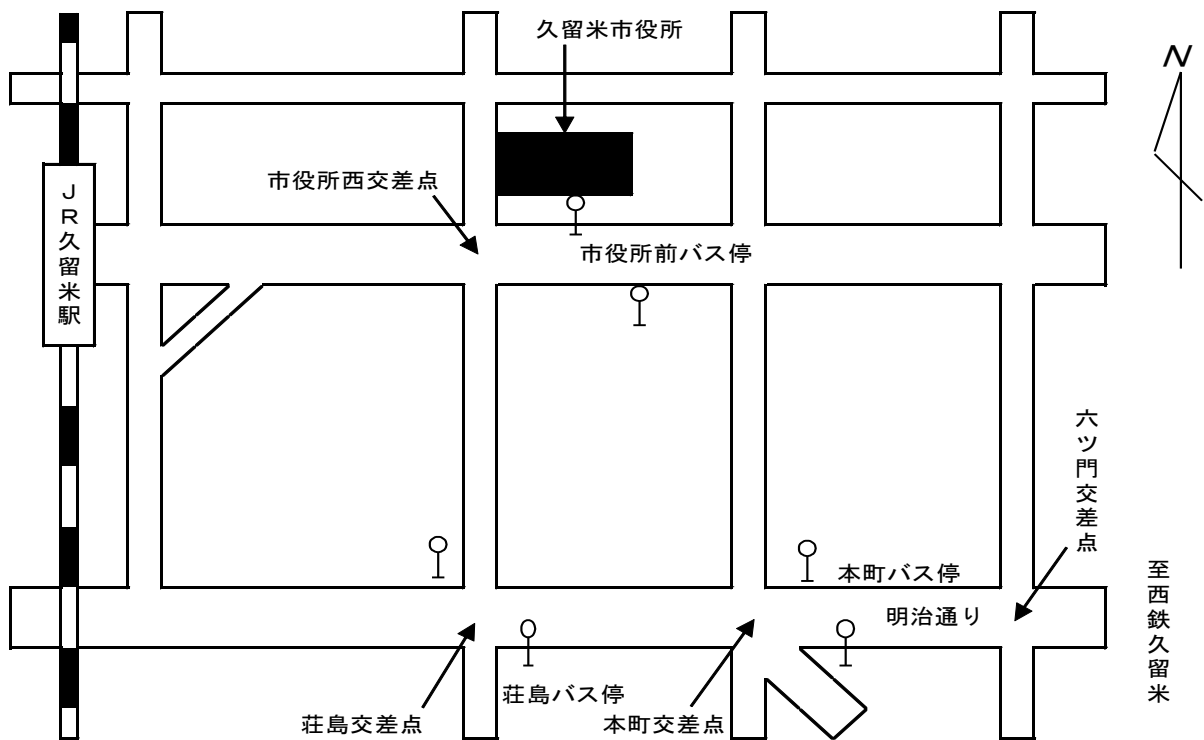 久留米市役所
N
市役所西交差点
JR久留米駅
市役所前バス停
六ツ門交差点
本町バス停
明治通り
至西鉄久留米
荘島バス停
荘島交差点
本町交差点